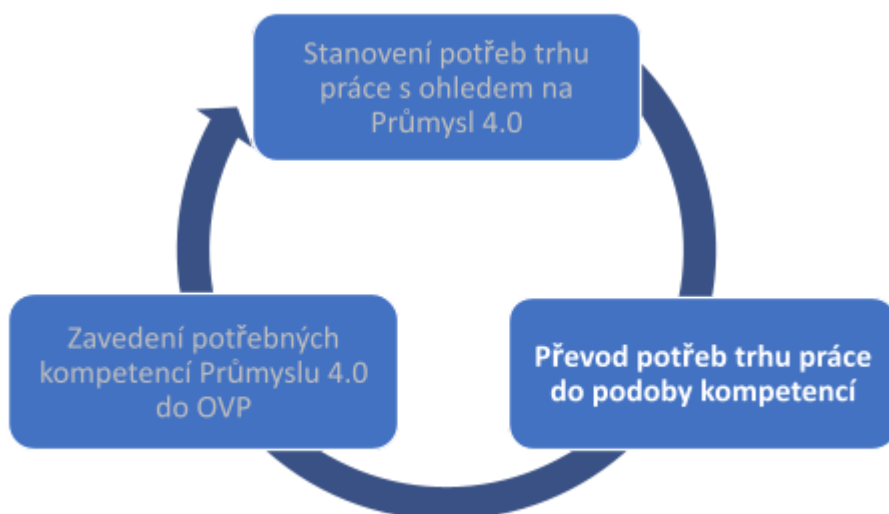 Stanovení potřeb trhu
práce s ohledem na
Průmysl 4.0
Zavedení potřebných
kompetencí Průmyslu 4.0
do OVP
Převod potřeb trhu práce
do podoby kompetencí